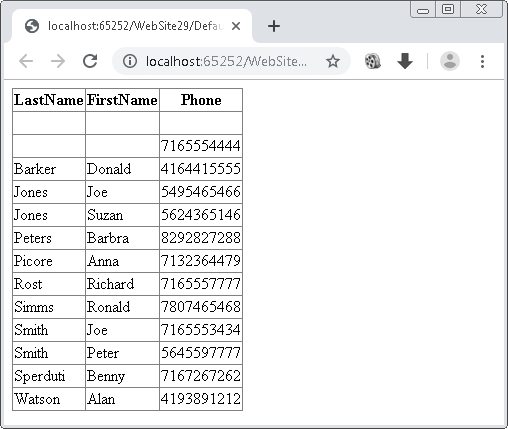 localhost:65252/WebSite29/Defau
localhost:65252/WebSite...
LastName FirstName Phone
7165554444
Barker Donald 4164415555
Jones Joe 5495465466
Jones Suzan 5624365146
Peters Barbra 8292827288
Picore Anna 7132364479
Rost Richard 7165557777
Simms Ronald 7807465468
Smith Joe 7165553434
Smith Peter 5645597777
Sperduti Benny 7167267262
Watson Alan 4193891212